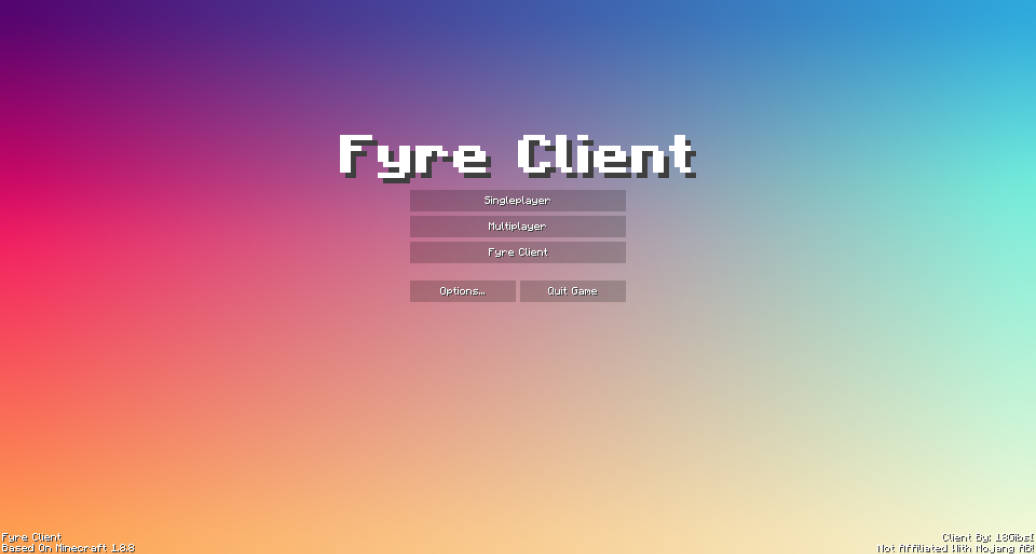 Fyre Client
Singleplayer
Multiplayer
Fyre Client
Options... Quit Game
Fyre Client
Based On Minecraft 1.8.8
Client By:
Not Affiliated With Mojang AB!